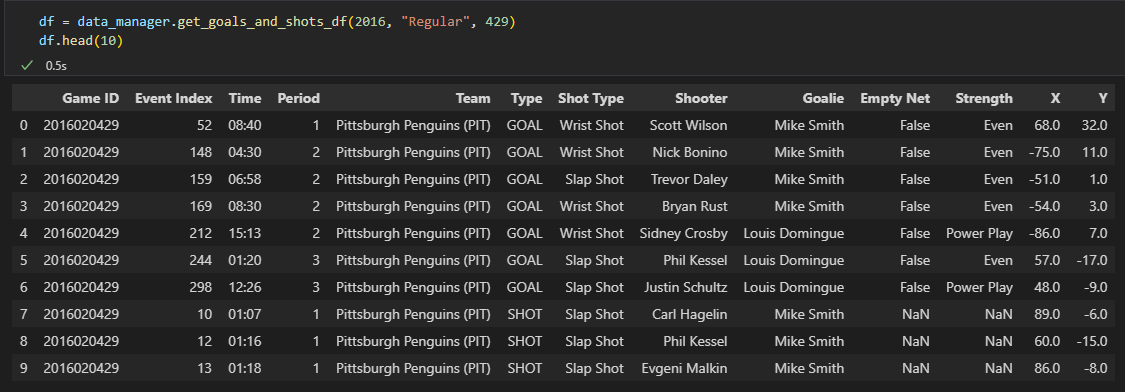 df = data_manager.get_goals_and_shots_df(2016, "Regular", 429)
df.head(10)
0.5s
Game ID Event Index Time Period Team Type Shot Type Shooter Goalie Empty Net Strength X Y
0 2016020429 52 08:40 1 Pittsburgh Penguins (PIT) GOAL Wrist Shot Scott Wilson Mike Smith False Even 68.0 32.0
1 2016020429 148 04:30 2 Pittsburgh Penguins (PIT) GOAL Wrist Shot Nick Bonino Mike Smith False Even -75.0 11.0
2 2016020429 159 06:58 2 Pittsburgh Penguins (PIT) GOAL Slap Shot Trevor Daley Mike Smith False Even -51.0 1.0
3 2016020429 169 08:30 2 Pittsburgh Penguins (PIT) GOAL Wrist Shot Bryan Rust Mike Smith False Even -54.0 3.0
4 2016020429 212 15:13 2 Pittsburgh Penguins (PIT) GOAL Wrist Shot Sidney Crosby Louis Domingue False Power Play -86.0 7.0
5 2016020429 244 01:20 3 Pittsburgh Penguins (PIT) GOAL Slap Shot Phil Kessel Louis Domingue False Even 57.0 -17.0
6 2016020429 298 12:26 3 Pittsburgh Penguins (PIT) GOAL Slap Shot Justin Schultz Louis Domingue False Power Play 48.0 -9.0
7 2016020429 10 01:07 1 Pittsburgh Penguins (PIT) SHOT Slap Shot Carl Hagelin Mike Smith NaN NaN 89.0 -6.0
8 2016020429 12 01:16 1 Pittsburgh Penguins (PIT) SHOT Slap Shot Phil Kessel Mike Smith NaN NaN 60.0 -15.0
9 2016020429 13 01:18 1 Pittsburgh Penguins (PIT) SHOT Slap Shot Evgeni Malkin Mike Smith NaN NaN 86.0 -8.0